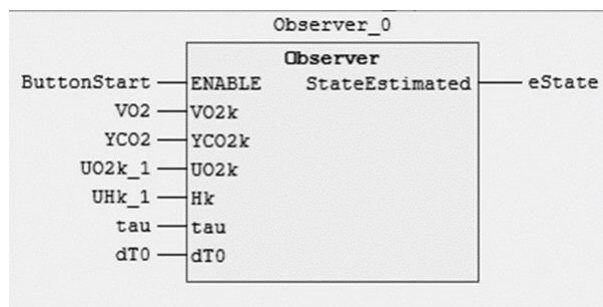 Observer_0
Observer
ButtonStart ENABLE StateEstimated eState
VO2 VO2k
YCO2 YCO2k
UO2k_1 UO2k
UHk_1 Hk
tau tau
dT0 dT0